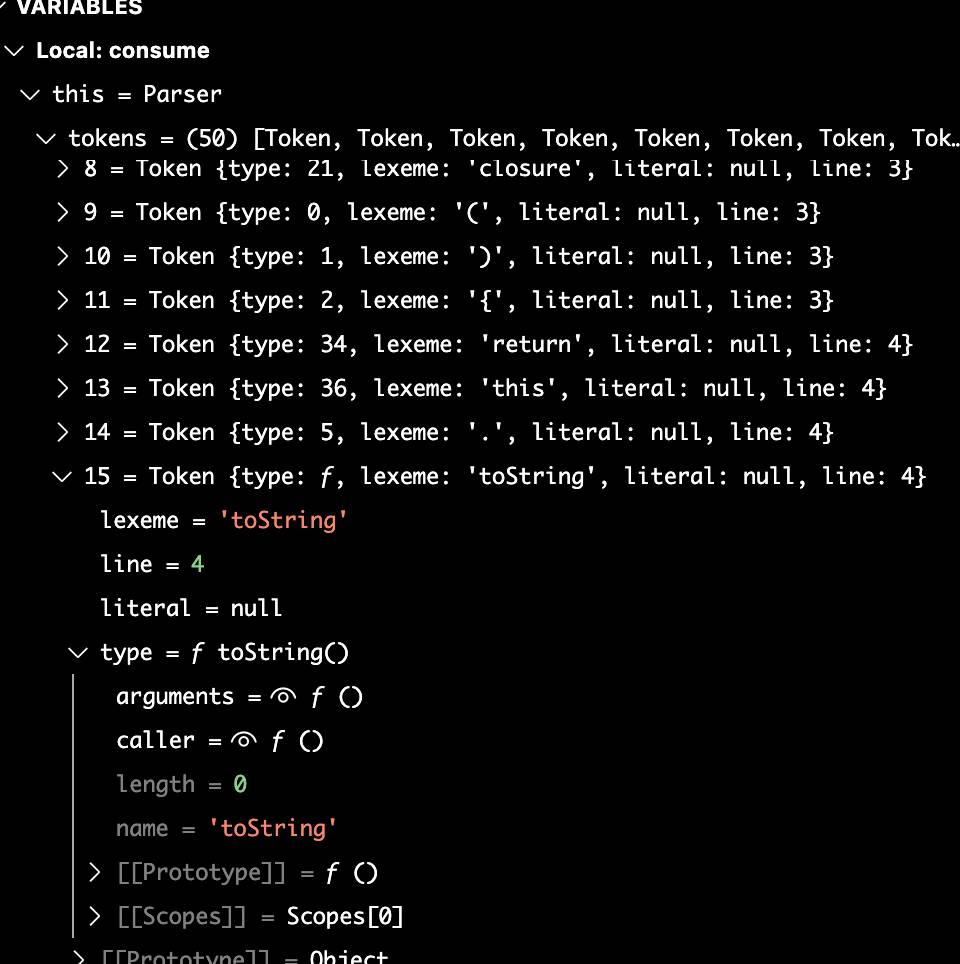 VARIABLES
Local: consume
this = Parser
tokens = (50) [Token, Token, Token, Token, Token, Token, Token, Tok…
8 = Token {type: 21, lexeme: 'closure', literal: null, line: 3}
9 = Token {type: 0, lexeme: '(', literal: null, line: 3}
10 = Token {type: 1, lexeme: ')', literal: null, line: 3}
11 = Token {type: 2, lexeme: '{', literal: null, line: 3}
12 = Token {type: 34, lexeme: 'return', literal: null, line: 4}
13 = Token {type: 36, lexeme: 'this', literal: null, line: 4}
14 = Token {type: 5, lexeme: '.', literal: null, line: 4}
15 = Token {type: ƒ, lexeme: 'toString', literal: null, line: 4}
lexeme = 'toString'
line = 4
literal = null
type = ƒ toString()
arguments = ƒ ()
caller = ƒ ()
length = 0
name = 'toString'
[[Prototype]] = ƒ ()
[[Scopes]] = Scopes[0]
[[Prototype]] = Object